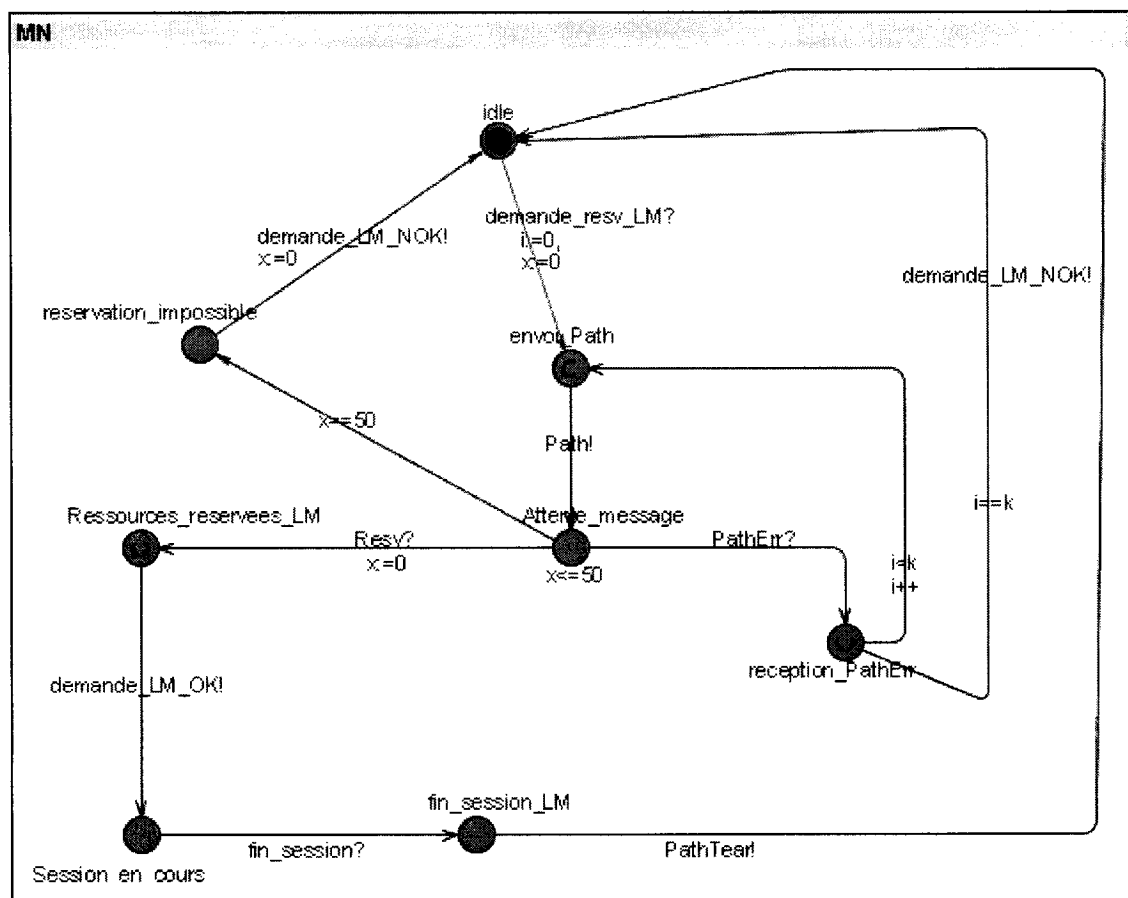 MN
idle
demande_resv_LM?
i:=0,
x:=0
demande_LM_NOK!
x:=0
demande_LM_NOK!
reservation_impossible
envoi_Path
x==50
Path!
i==k
Ressources_reservees_LM
Attente_message
Resv?
x:=0
x<=50
PathErr?
i++
reception_PathErr
demande_LM_OK!
fin_session_LM
fin_session?
PathTear!
Session en cours